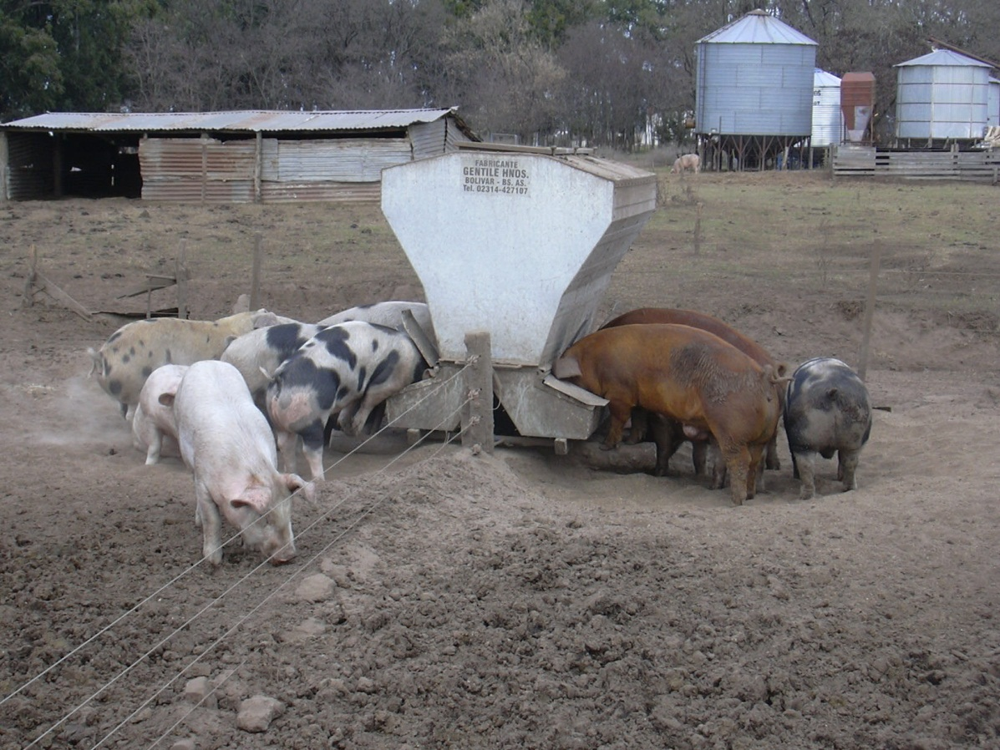 FABRICANTE
GENTILE HNOS.
BOLIVAR - BS. AS.
Tel. 02314-427107